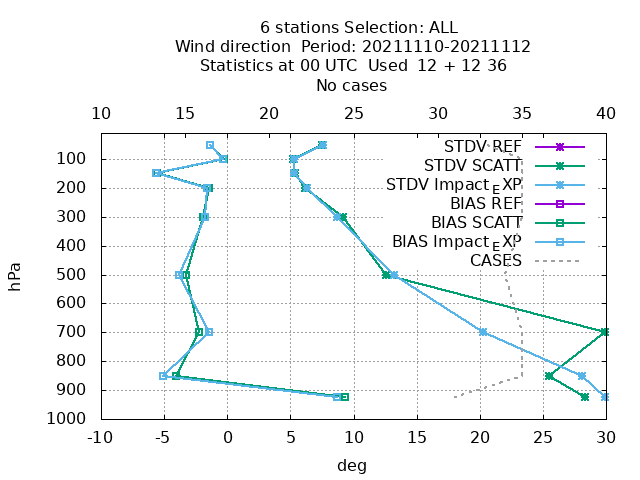 6 stations Selection: ALL
Wind direction  Period: 20211110-20211112
Statistics at 00 UTC  Used  12 + 12 36
No cases
10 15 20 25 30 35 40
STDV REF
STDV SCATT
STDV Impact_EXP
BIAS REF
BIAS SCATT
BIAS Impact_EXP
CASES
100
200
300
400
500
600
700
800
900
1000
hPa
-10 -5 0 5 10 15 20 25 30
deg